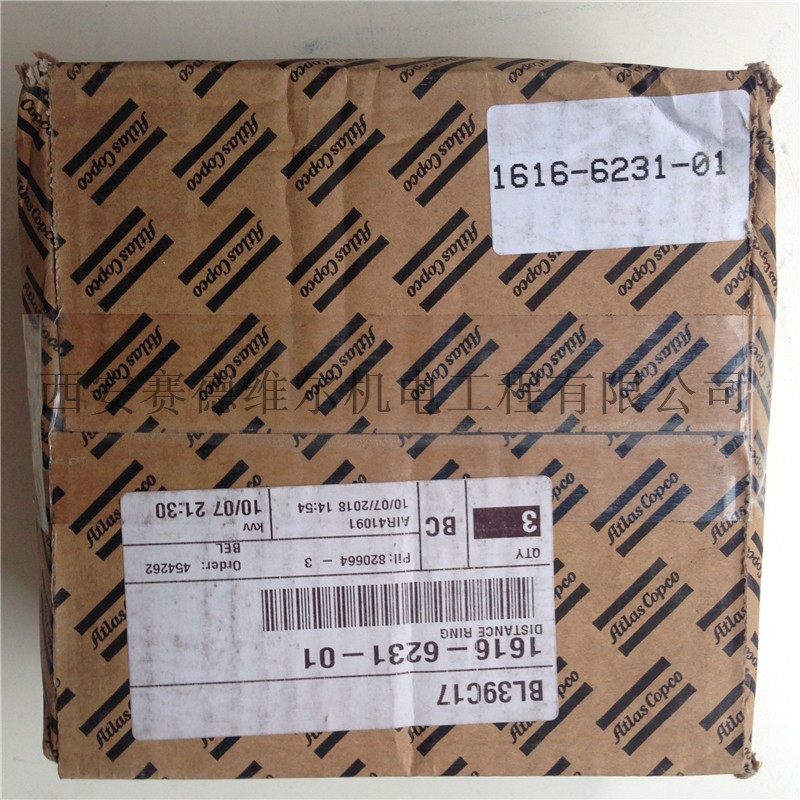 Atlas Copco
1616-6231-01
西安赛德维尔机电工程有限公司
BL39C17
1616-6231-01
DISTANCE RING
QTY
3
BC
Pil:820664 - 3
Order: 454262
BEL
AIR41091
10/07/2018 14:54
kvv
10/07 21:30